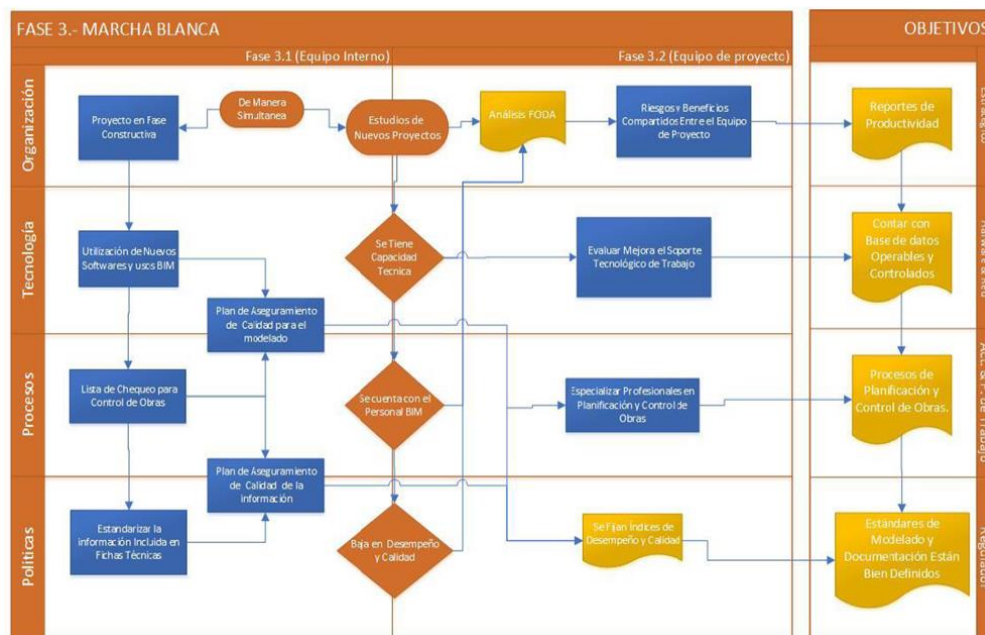 FASE 3.- MARCHA BLANCA
OBJETIVOS
Fase 3.1 (Equipo Interno)
Fase 3.2 (Equipo de proyecto)
Organización
Proyecto en Fase
Constructiva
De Manera
Simultanea
Estudios de
Nuevos Proyectos
Análisis FODA
Riesgos y Beneficios
Compartidos Entre el Equipo
de Proyecto
Reportes de
Productividad
Tecnología
Utilización de Nuevos
Softwares y usos BIM
Se Tiene
Capacidad
Tecnica
Evaluar Mejora el Soporte
Tecnológico de Trabajo
Contar con
Base de datos
Operables y
Controlados
Plan de Aseguramiento
de Calidad para el
modelado
Procesos
Lista de Chequeo para
Control de Obras
Se cuenta con el
Personal BIM
Especializar Profesionales en
Planificación y Control de
Obras
Procesos de
Planificación y
Control de Obras.
de Trabajo
Plan de Aseguramiento
de Calidad de la
información
Políticas
Estandarizar la
información Incluida en
Fichas Técnicas
Baja en Desempeño
y Calidad
Se Fijan Índices de
Desempeño y Calidad
Estándares de
Modelado y
Documentación Están
Bien Definidos